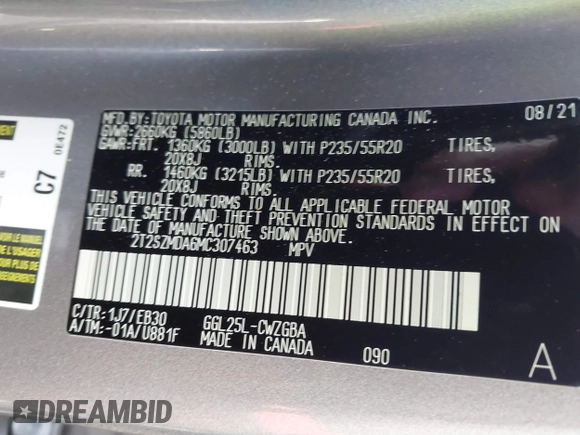 MFD.BY:TOYOTA MOTOR MANUFACTURING CANADA INC. 08/21
GVWR:2660KG (5860LB)
GAWR:FRT. 1360KG (3000LB) WITH P235/55R20 TIRES,
20X8J RIMS.
RR. 1460KG (3215LB) WITH P235/55R20 TIRES,
20X8J RIMS.
THIS VEHICLE CONFORMS TO ALL APPLICABLE FEDERAL MOTOR
VEHICLE SAFETY AND THEFT PREVENTION STANDARDS IN EFFECT ON
THE DATE OF MANUFACTURE SHOWN ABOVE.
2T2SZMDA6MC307463 MPV
C/TR:1J7/EB30 GGL25L-CWZGBA
A/TM:-01A/U881F MADE IN CANADA 090 A
C7
0E472
DREAMBID